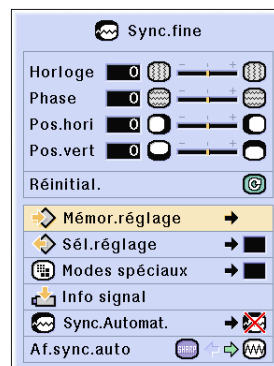 Sync.fine
Horloge 0 - +
Phase 0 - +
Pos.hori 0 - +
Pos.vert 0 - +
Réinitial.
Mémor.réglage
Sél.réglage
Modes spéciaux
Info signal
Sync.Automat.
Af.sync.auto SHARP